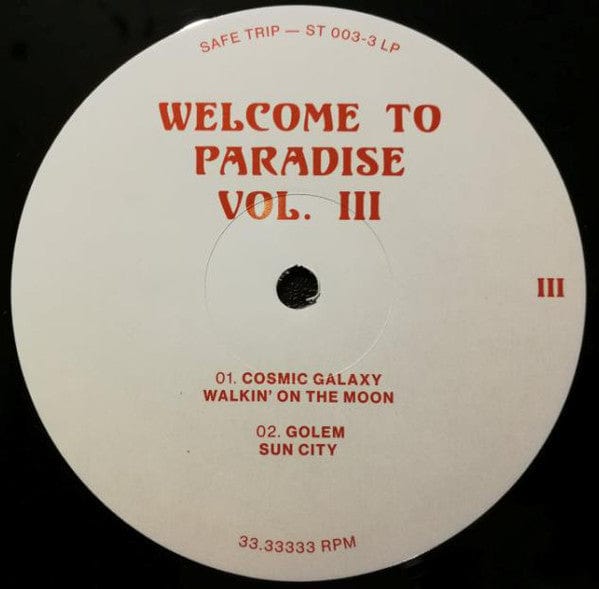 SAFE TRIP — ST 003-3 LP
WELCOME TO
PARADISE
VOL. III
III
01. COSMIC GALAXY
WALKIN' ON THE MOON
02. GOLEM
SUN CITY
33.33333 RPM